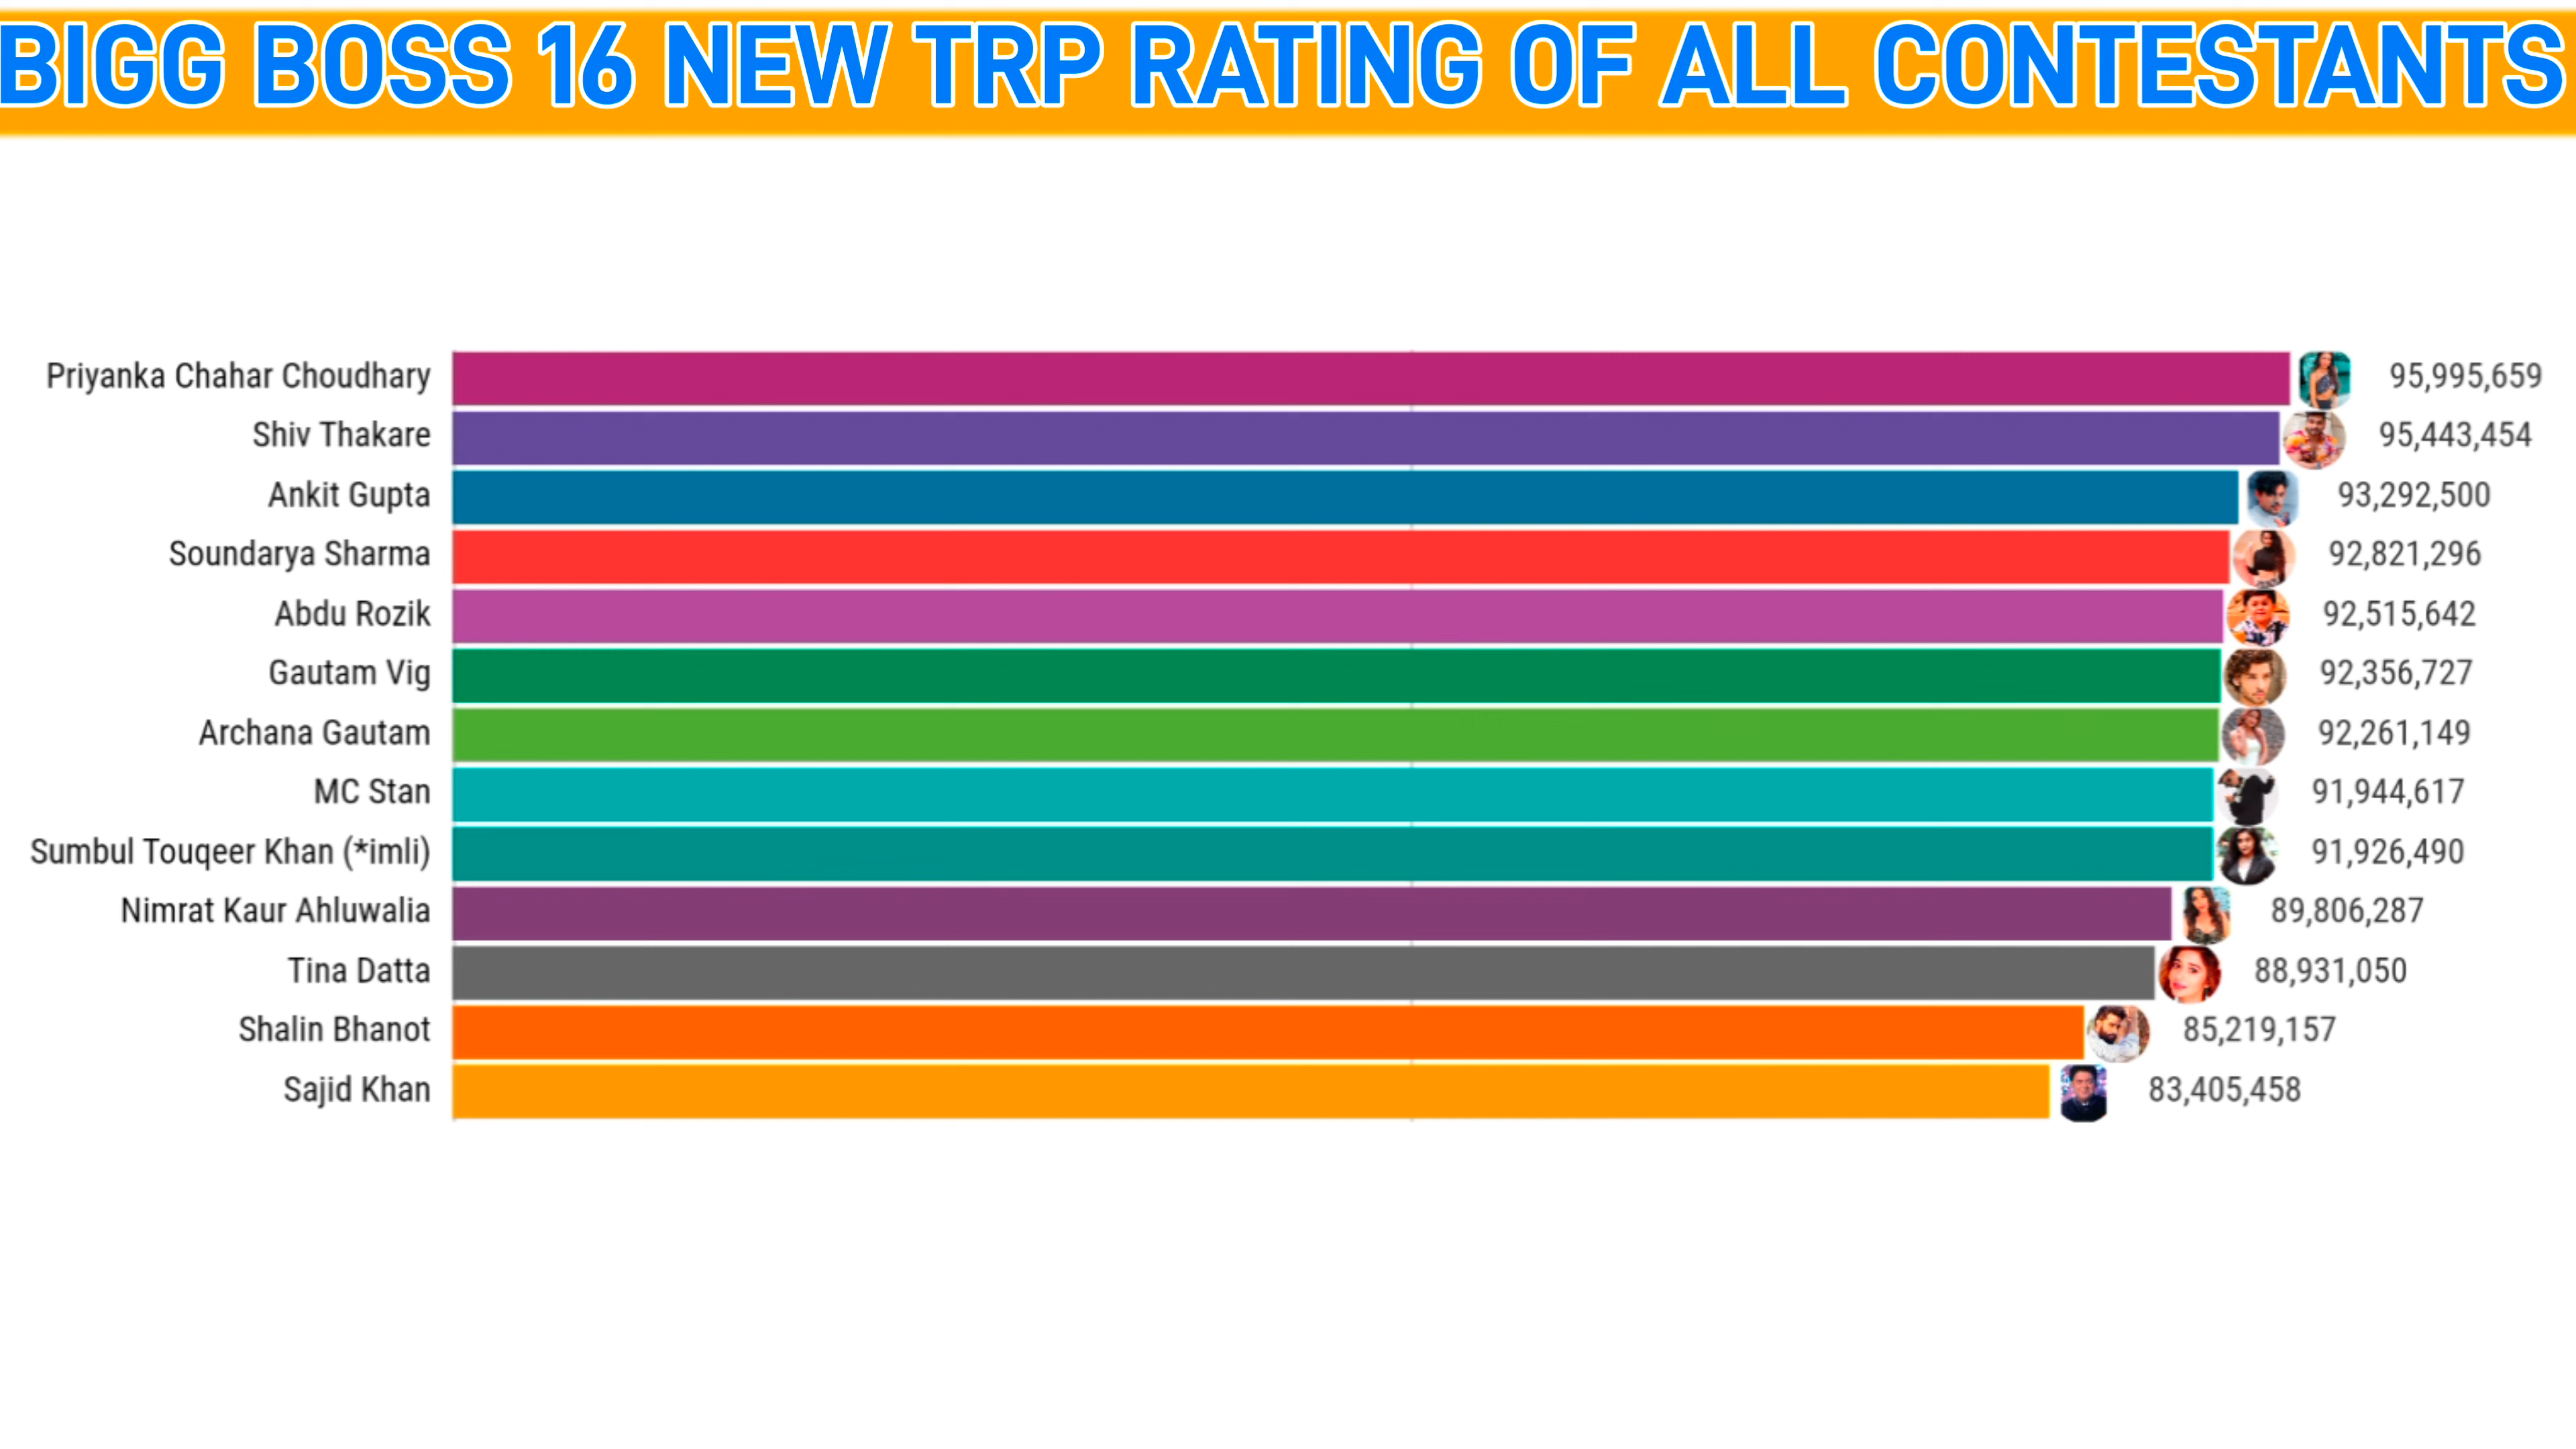 BIGG BOSS 16 NEW TRP RATING OF ALL CONTESTANTS
Priyanka Chahar Choudhary 95,995,659
Shiv Thakare 95,443,454
Ankit Gupta 93,292,500
Soundarya Sharma 92,821,296
Abdu Rozik 92,515,642
Gautam Vig 92,356,727
Archana Gautam 92,261,149
MC Stan 91,944,617
Sumbul Touqeer Khan (*imli) 91,926,490
Nimrat Kaur Ahluwalia 89,806,287
Tina Datta 88,931,050
Shalin Bhanot 85,219,157
Sajid Khan 83,405,458